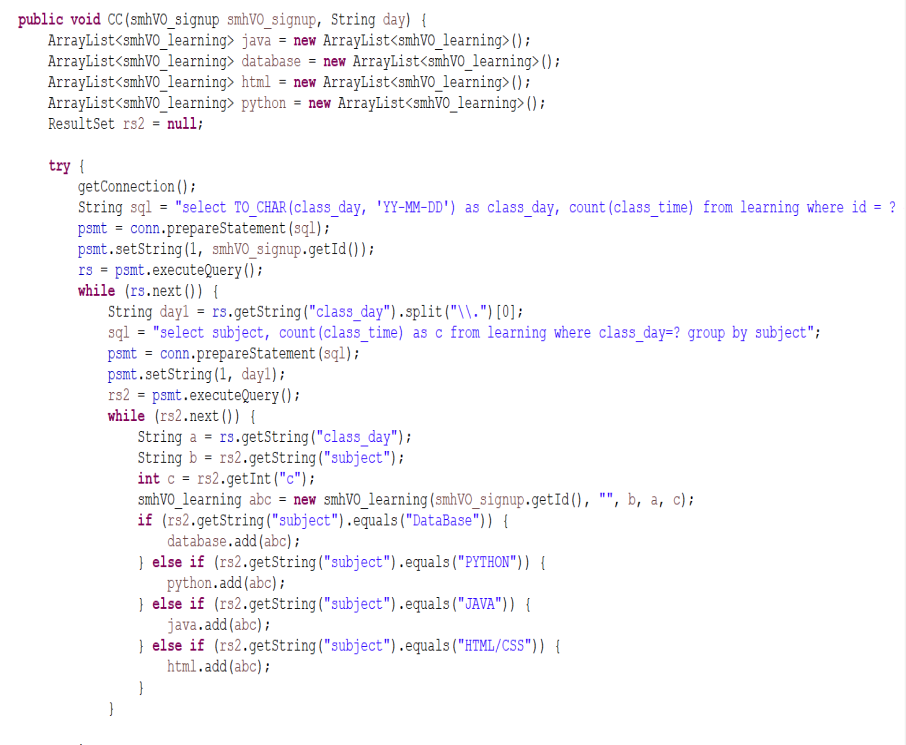 public void CC(smhVO_signup smhVO_signup, String day) {
ArrayList<smhVO_learning> java = new ArrayList<smhVO_learning>();
ArrayList<smhVO_learning> database = new ArrayList<smhVO_learning>();
ArrayList<smhVO_learning> html = new ArrayList<smhVO_learning>();
ArrayList<smhVO_learning> python = new ArrayList<smhVO_learning>();
ResultSet rs2 = null;
try {
getConnection();
String sql = "select TO_CHAR(class_day, 'YY-MM-DD') as class_day, count(class_time) from learning where id = ?
psmt = conn.prepareStatement(sql);
psmt.setString(1, smhVO_signup.getId());
rs = psmt.executeQuery();
while (rs.next()) {
String day1 = rs.getString("class_day").split("\\.")[0];
sql = "select subject, count(class_time) as c from learning where class_day=? group by subject";
psmt = conn.prepareStatement(sql);
psmt.setString(1, day1);
rs2 = psmt.executeQuery();
while (rs2.next()) {
String a = rs.getString("class_day");
String b = rs2.getString("subject");
int c = rs2.getInt("c");
smhVO_learning abc = new smhVO_learning(smhVO_signup.getId(), "", b, a, c);
if (rs2.getString("subject").equals("DataBase")) {
database.add(abc);
} else if (rs2.getString("subject").equals("PYTHON")) {
python.add(abc);
} else if (rs2.getString("subject").equals("JAVA")) {
java.add(abc);
} else if (rs2.getString("subject").equals("HTML/CSS")) {
html.add(abc);
}
}